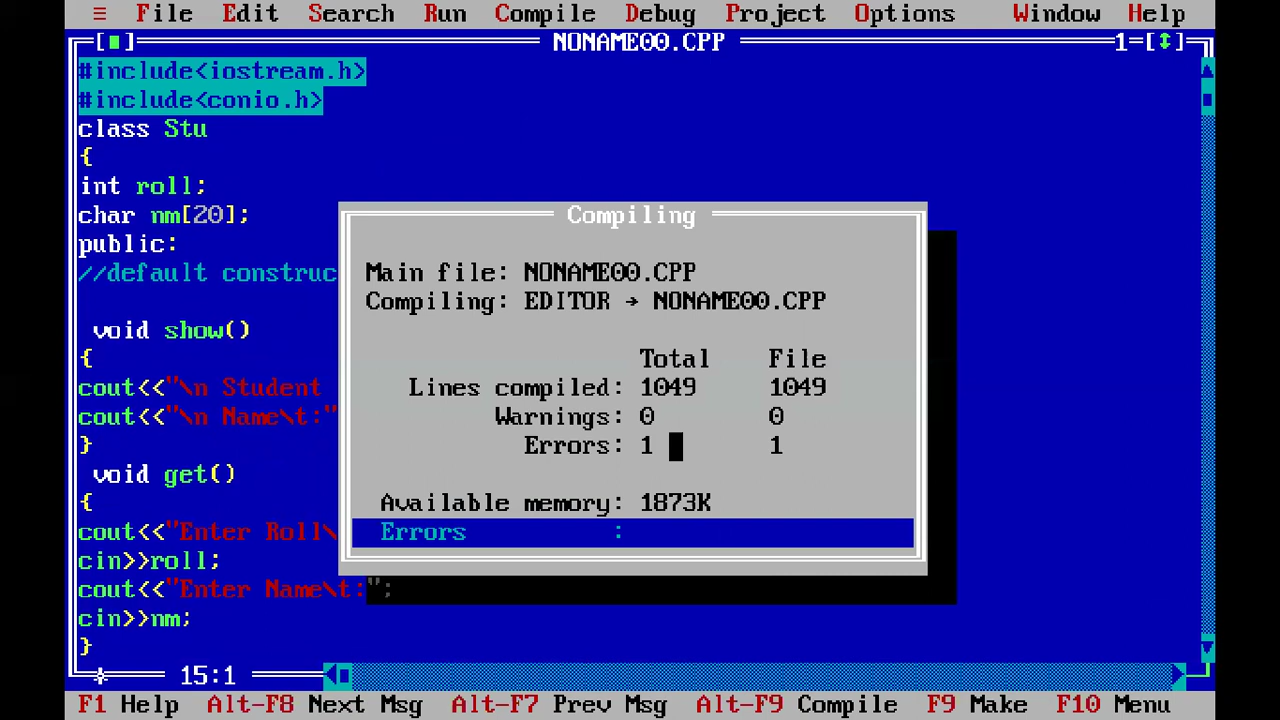 ≡ File Edit Search Run Compile Debug Project Options Window Help
[■] NONAME00.CPP 1=[↕]
#include<iostream.h>
#include<conio.h>
class Stu
{
int roll;
char nm[20];
public:
//default construc
void show()
{
cout<<"\n Student
cout<<"\n Name\t:"
}
void get()
{
cout<<"Enter Roll\
cin>>roll;
cout<<"Enter Name\t:";
cin>>nm;
}
Compiling
Main file: NONAME00.CPP
Compiling: EDITOR → NONAME00.CPP
Total File
Lines compiled: 1049 1049
Warnings: 0 0
Errors: 1 1
Available memory: 1873K
Errors :
15:1
F1 Help Alt-F8 Next Msg Alt-F7 Prev Msg Alt-F9 Compile F9 Make F10 Menu